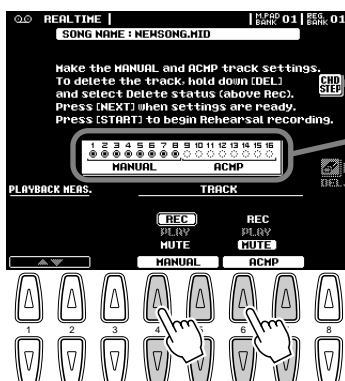 REALTIME
M.PAD BANK 01 REG. BANK 01
SONG NAME : NEWSONG.MID
Make the MANUAL and ACMP track settings.
To delete the track, hold down [DEL]
and select Delete status (above Rec).
Press [NEXT] when settings are ready.
Press [START] to begin Rehearsal recording.
CHD STEP
1 2 3 4 5 6 7 8 9 10 11 12 13 14 15 16
MANUAL ACMP
DEL
PLAYBACK MEAS. TRACK
REC REC
PLAY PLAY
MUTE MUTE
MANUAL ACMP
1 2 3 4 5 6 8